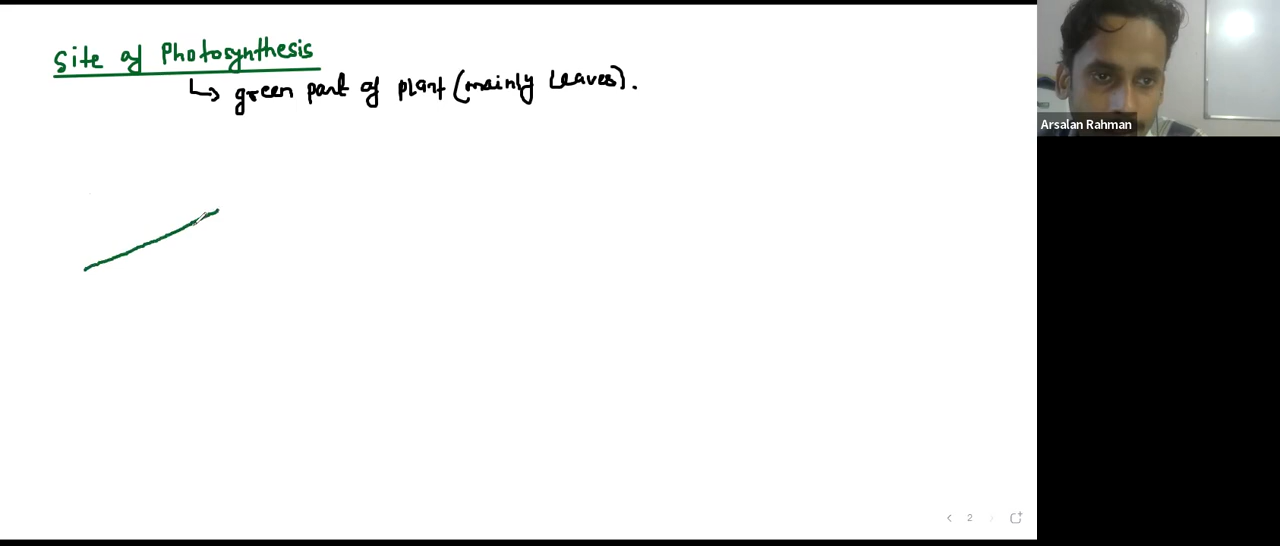 Site of Photosynthesis
↳ green part of plant (mainly Leaves).
Arsalan Rahman
2